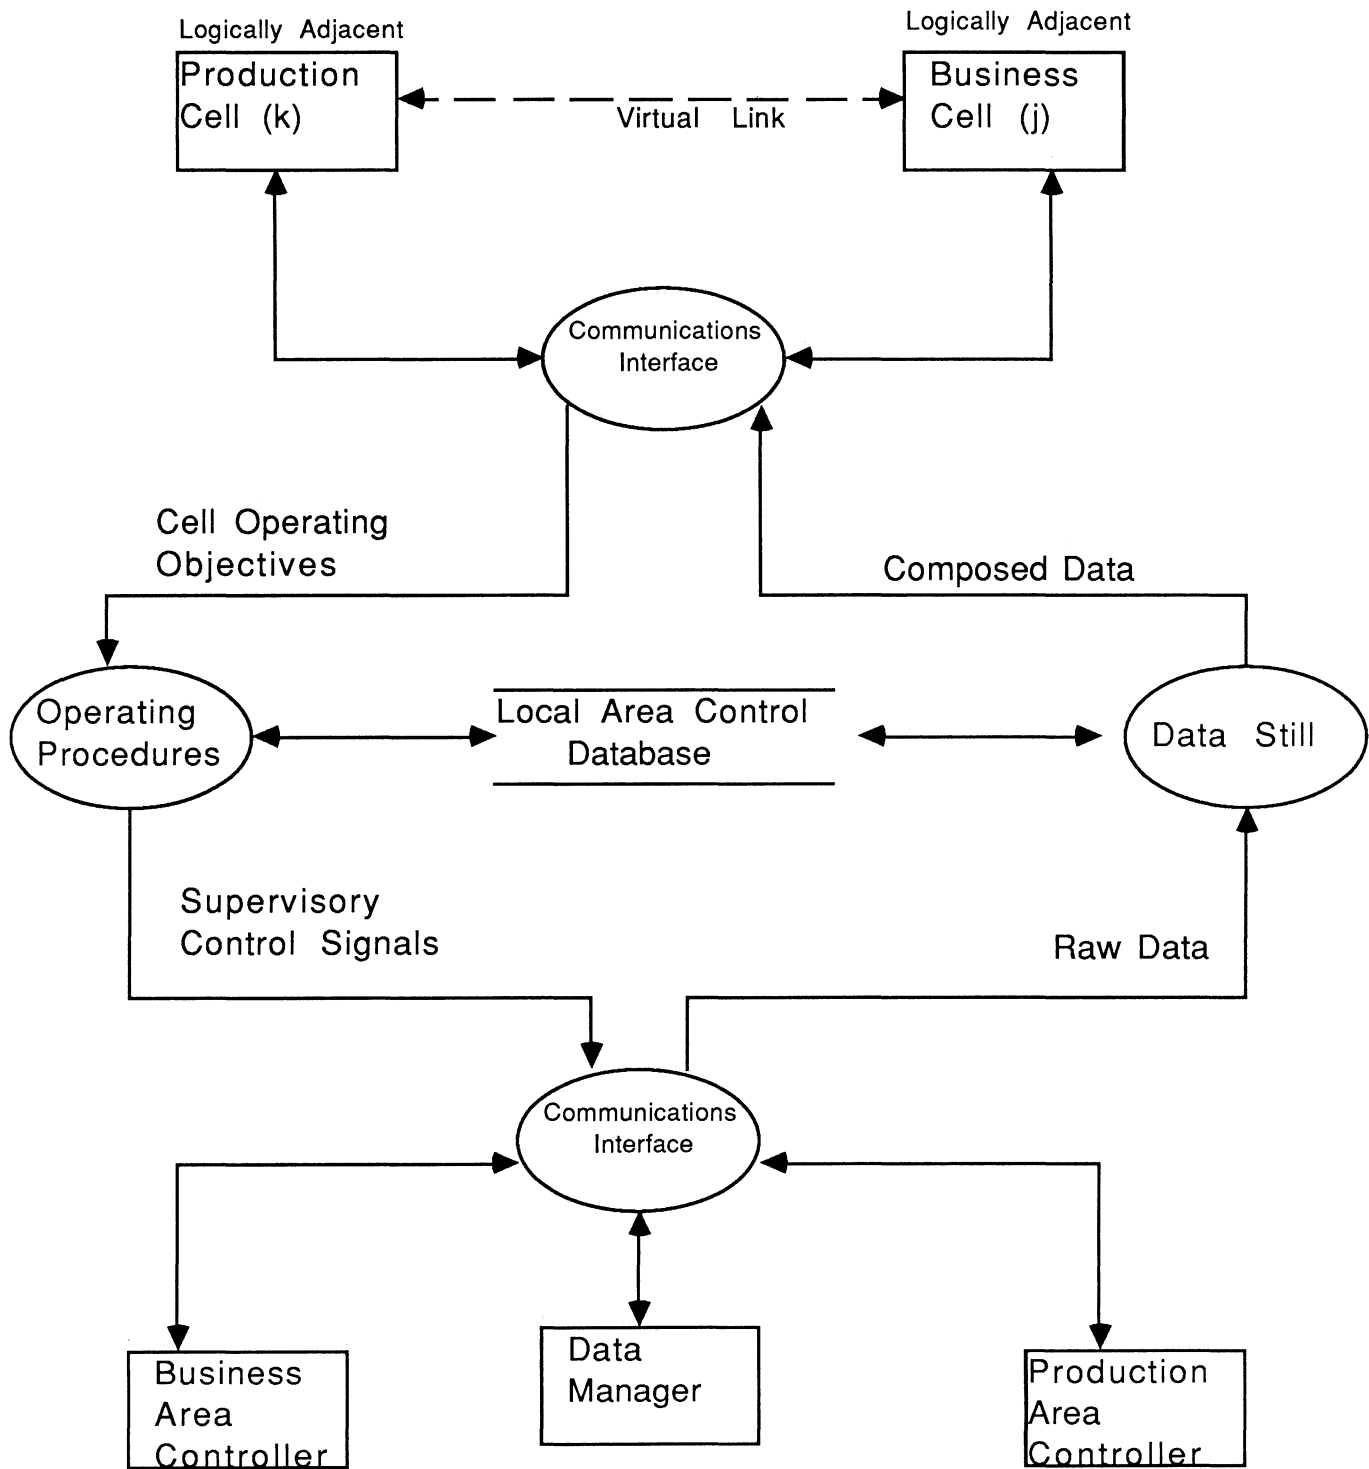 Logically Adjacent
Logically Adjacent
Production
Cell (k)
Business
Cell (j)
Virtual Link
Communications
Interface
Cell Operating
Objectives
Composed Data
Operating
Procedures
Local Area Control
Database
Data Still
Supervisory
Control Signals
Raw Data
Communications
Interface
Business
Area
Controller
Data
Manager
Production
Area
Controller